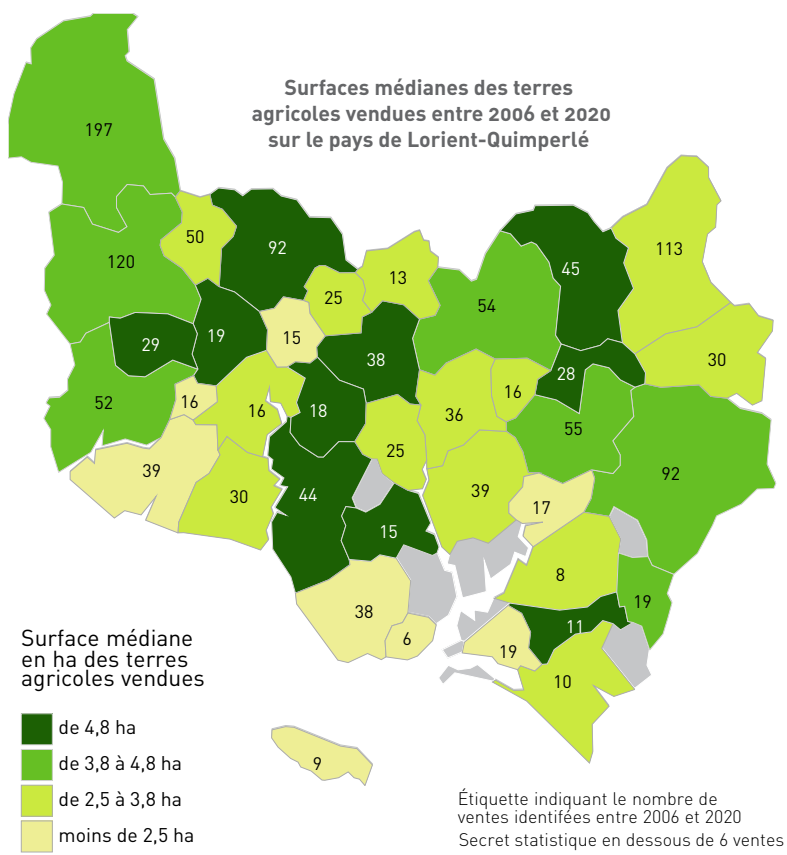 Surfaces médianes des terres
agricoles vendues entre 2006 et 2020
sur le pays de Lorient-Quimperlé
197
50
92
120
113
45
13
25
54
19
15
29
38
30
28
16
52
16
16
18
36
55
25
39
92
39
30
44
17
15
8
19
38
6
11
19
10
9
Surface médiane
en ha des terres
agricoles vendues
de 4,8 ha
de 3,8 à 4,8 ha
de 2,5 à 3,8 ha
moins de 2,5 ha
Étiquette indiquant le nombre de
ventes identifées entre 2006 et 2020
Secret statistique en dessous de 6 ventes